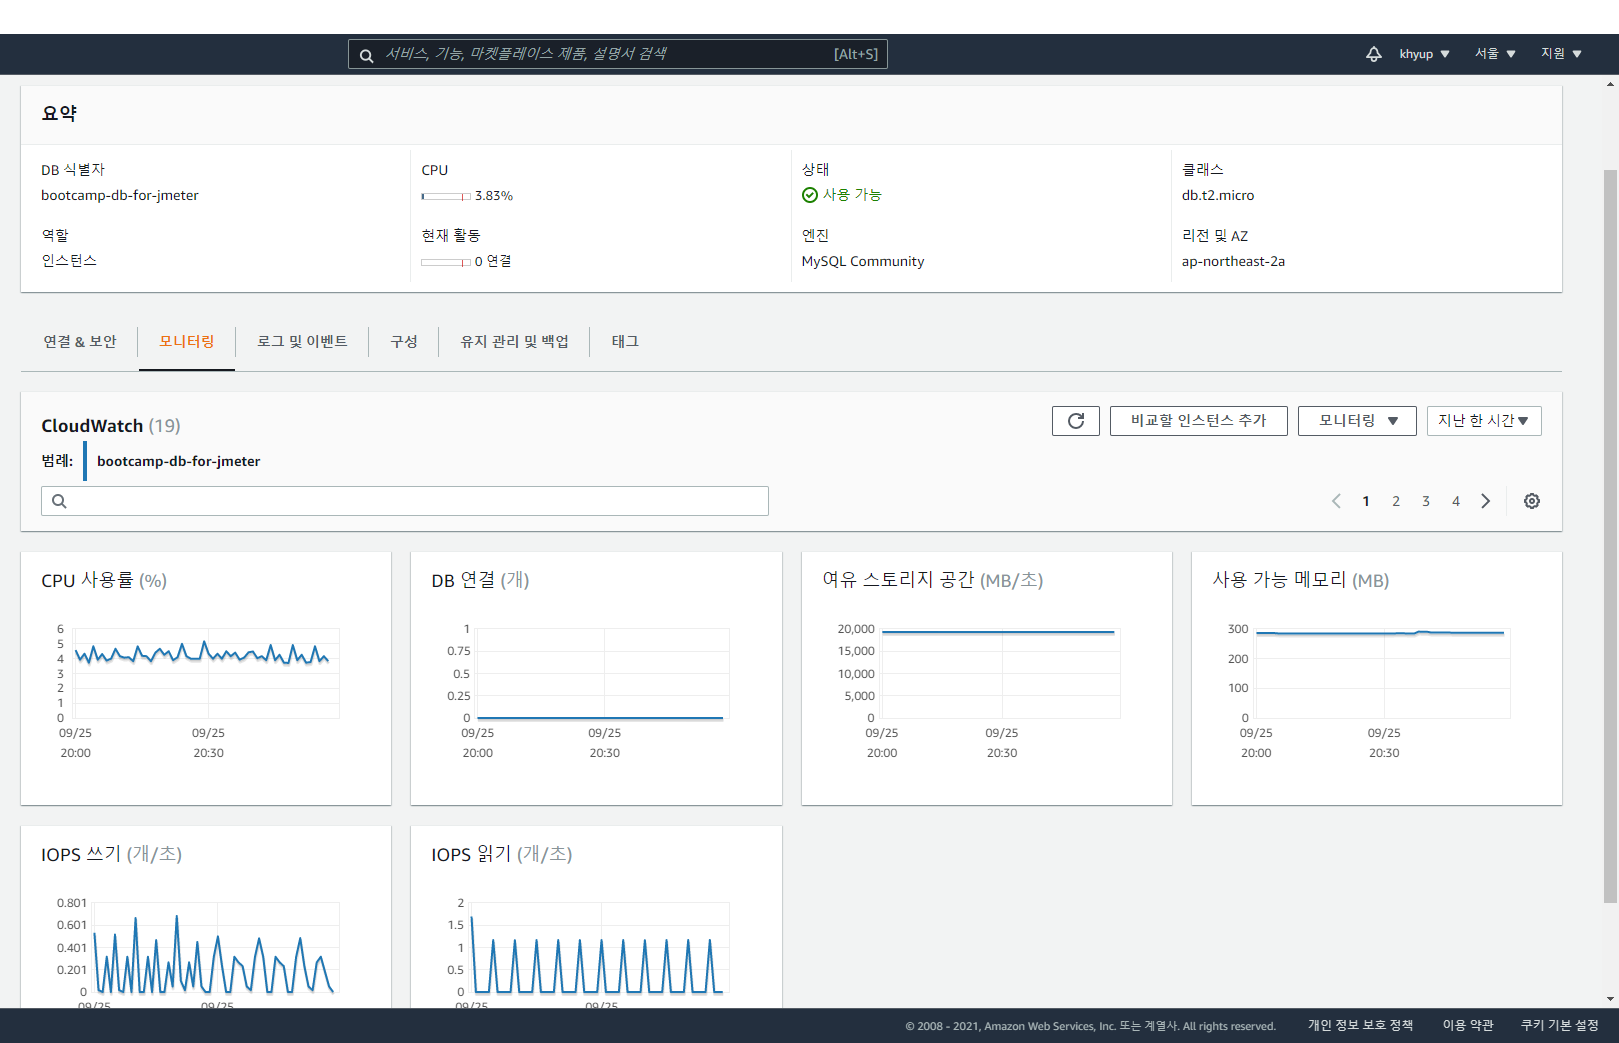 서비스, 기능, 마켓플레이스 제품, 설명서 검색 [Alt+S] khyup ▼ 서울 ▼ 지원 ▼
요약
DB 식별자 CPU 상태 클래스
bootcamp-db-for-jmeter 3.83% 사용 가능 db.t2.micro
역할 현재 활동 엔진 리전 및 AZ
인스턴스 0 연결 MySQL Community ap-northeast-2a
연결 & 보안 모니터링 로그 및 이벤트 구성 유지 관리 및 백업 태그
CloudWatch (19) 비교할 인스턴스 추가 모니터링 ▼ 지난 한 시간▼
범례: bootcamp-db-for-jmeter
1 2 3 4
CPU 사용률 (%)
6
5
4
3
2
1
0
09/25 09/25
20:00 20:30
DB 연결 (개)
1
0.75
0.5
0.25
0
09/25 09/25
20:00 20:30
여유 스토리지 공간 (MB/초)
20,000
15,000
10,000
5,000
0
09/25 09/25
20:00 20:30
사용 가능 메모리 (MB)
300
200
100
0
09/25 09/25
20:00 20:30
IOPS 쓰기 (개/초)
0.801
0.601
0.401
0.201
0
09/25 09/25
IOPS 읽기 (개/초)
2
1.5
1
0.5
0
09/25 09/25
© 2008 - 2021, Amazon Web Services, Inc. 또는 계열사. All rights reserved. 개인 정보 보호 정책 이용 약관 쿠키 기본 설정